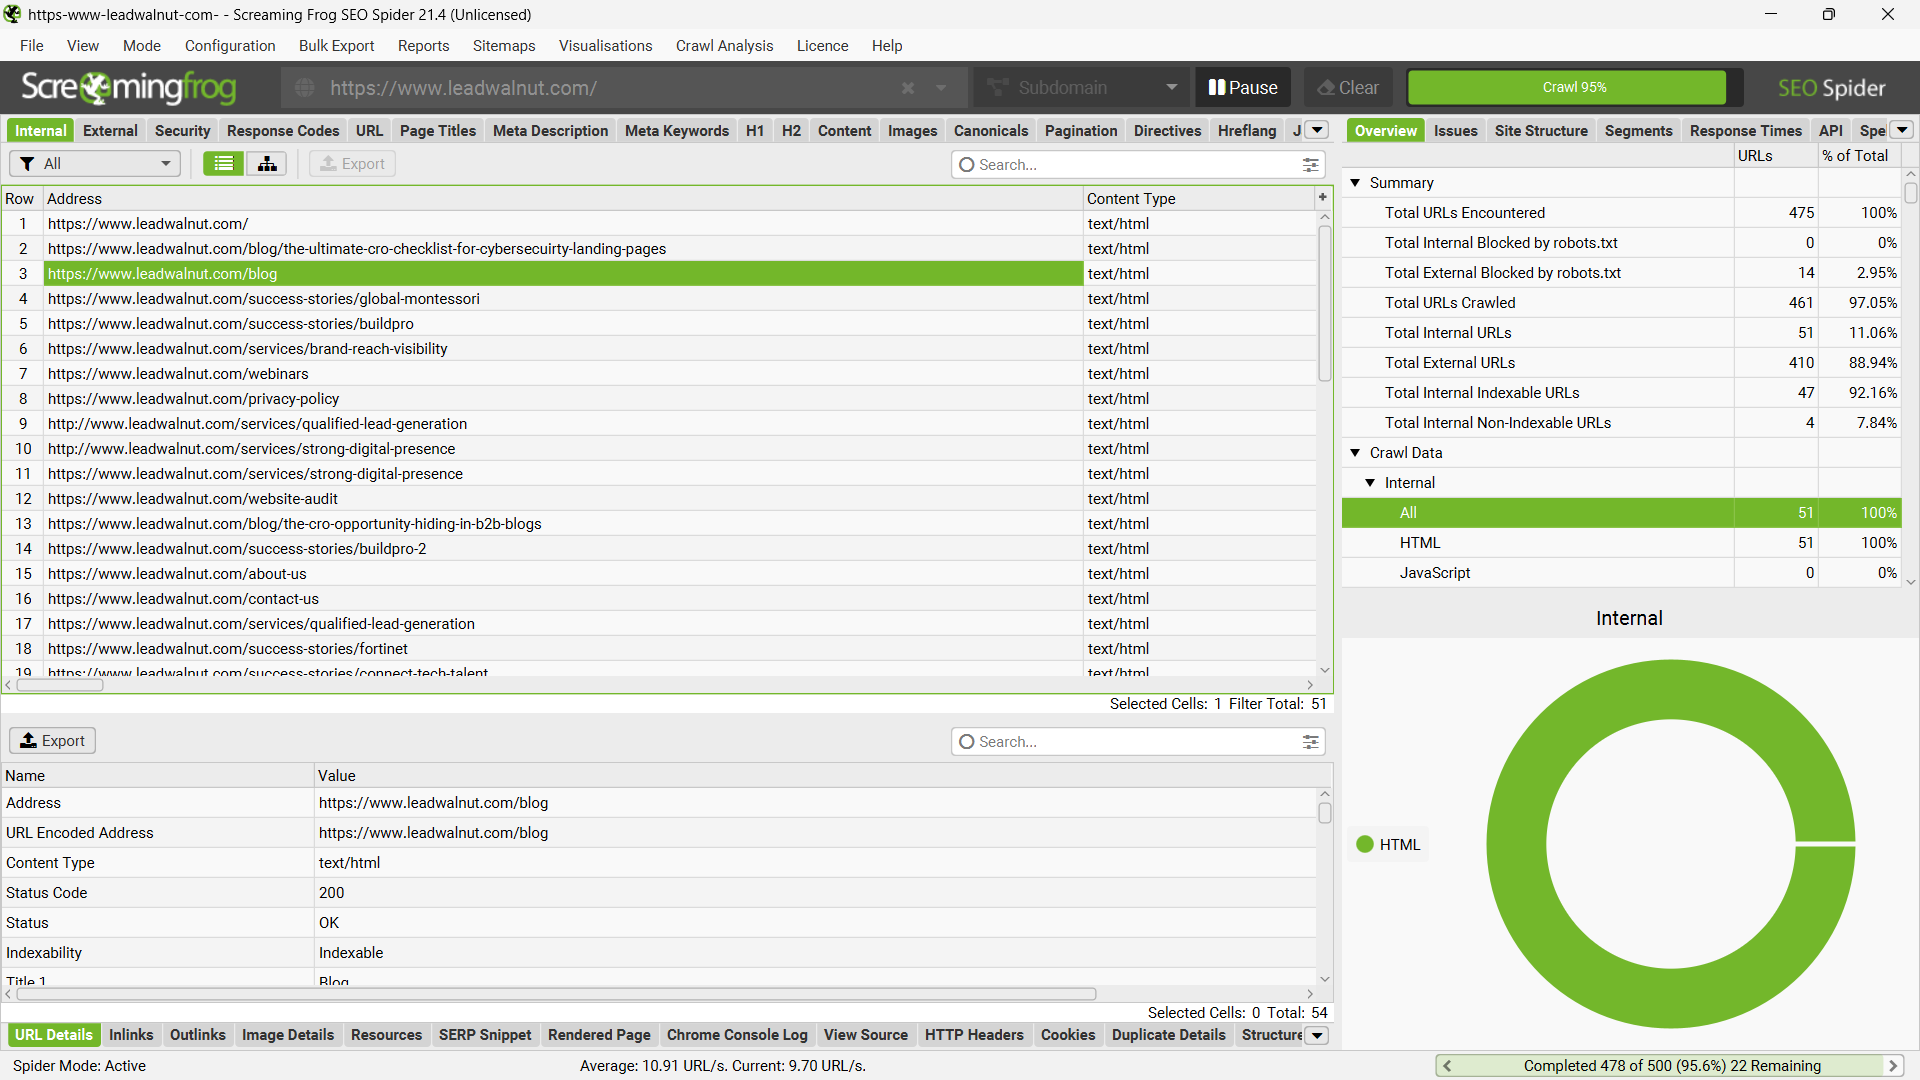 https-www-leadwalnut-com- - Screaming Frog SEO Spider 21.4 (Unlicensed)
File View Mode Configuration Bulk Export Reports Sitemaps Visualisations Crawl Analysis Licence Help
Screamingfrog https://www.leadwalnut.com/ Subdomain Pause Clear Crawl 95% SEO Spider
Internal External Security Response Codes URL Page Titles Meta Description Meta Keywords H1 H2 Content Images Canonicals Pagination Directives Hreflang J
All Export Search...
Row Address Content Type
1 https://www.leadwalnut.com/ text/html
2 https://www.leadwalnut.com/blog/the-ultimate-cro-checklist-for-cybersecuirty-landing-pages text/html
3 https://www.leadwalnut.com/blog text/html
4 https://www.leadwalnut.com/success-stories/global-montessori text/html
5 https://www.leadwalnut.com/success-stories/buildpro text/html
6 https://www.leadwalnut.com/services/brand-reach-visibility text/html
7 https://www.leadwalnut.com/webinars text/html
8 https://www.leadwalnut.com/privacy-policy text/html
9 http://www.leadwalnut.com/services/qualified-lead-generation text/html
10 http://www.leadwalnut.com/services/strong-digital-presence text/html
11 https://www.leadwalnut.com/services/strong-digital-presence text/html
12 https://www.leadwalnut.com/website-audit text/html
13 https://www.leadwalnut.com/blog/the-cro-opportunity-hiding-in-b2b-blogs text/html
14 https://www.leadwalnut.com/success-stories/buildpro-2 text/html
15 https://www.leadwalnut.com/about-us text/html
16 https://www.leadwalnut.com/contact-us text/html
17 https://www.leadwalnut.com/services/qualified-lead-generation text/html
18 https://www.leadwalnut.com/success-stories/fortinet text/html
19 https://www.leadwalnut.com/success-stories/connect-tech-talent text/html
Selected Cells: 1 Filter Total: 51
Export Search...
Name Value
Address https://www.leadwalnut.com/blog
URL Encoded Address https://www.leadwalnut.com/blog
Content Type text/html
Status Code 200
Status OK
Indexability Indexable
Title 1 Blog
Selected Cells: 0 Total: 54
URL Details Inlinks Outlinks Image Details Resources SERP Snippet Rendered Page Chrome Console Log View Source HTTP Headers Cookies Duplicate Details Structure
Overview Issues Site Structure Segments Response Times API Spe
URLs % of Total
Summary
Total URLs Encountered 475 100%
Total Internal Blocked by robots.txt 0 0%
Total External Blocked by robots.txt 14 2.95%
Total URLs Crawled 461 97.05%
Total Internal URLs 51 11.06%
Total External URLs 410 88.94%
Total Internal Indexable URLs 47 92.16%
Total Internal Non-Indexable URLs 4 7.84%
Crawl Data
Internal
All 51 100%
HTML 51 100%
JavaScript 0 0%
Internal
HTML
Spider Mode: Active Average: 10.91 URL/s. Current: 9.70 URL/s. Completed 478 of 500 (95.6%) 22 Remaining